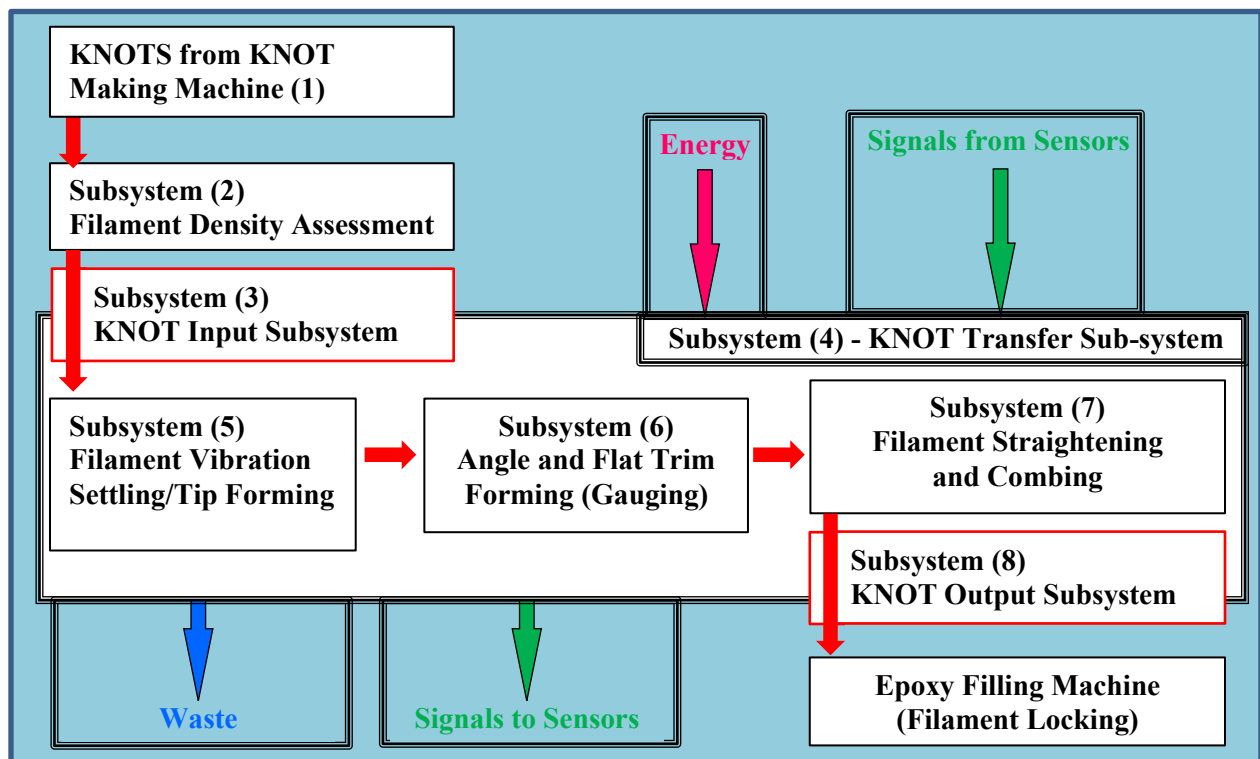 KNOTS from KNOT
Making Machine (1)
Energy
Signals from Sensors
Subsystem (2)
Filament Density Assessment
Subsystem (3)
KNOT Input Subsystem
Subsystem (4) - KNOT Transfer Sub-system
Subsystem (5)
Filament Vibration
Settling/Tip Forming
Subsystem (6)
Angle and Flat Trim
Forming (Gauging)
Subsystem (7)
Filament Straightening
and Combing
Subsystem (8)
KNOT Output Subsystem
Waste
Signals to Sensors
Epoxy Filling Machine
(Filament Locking)